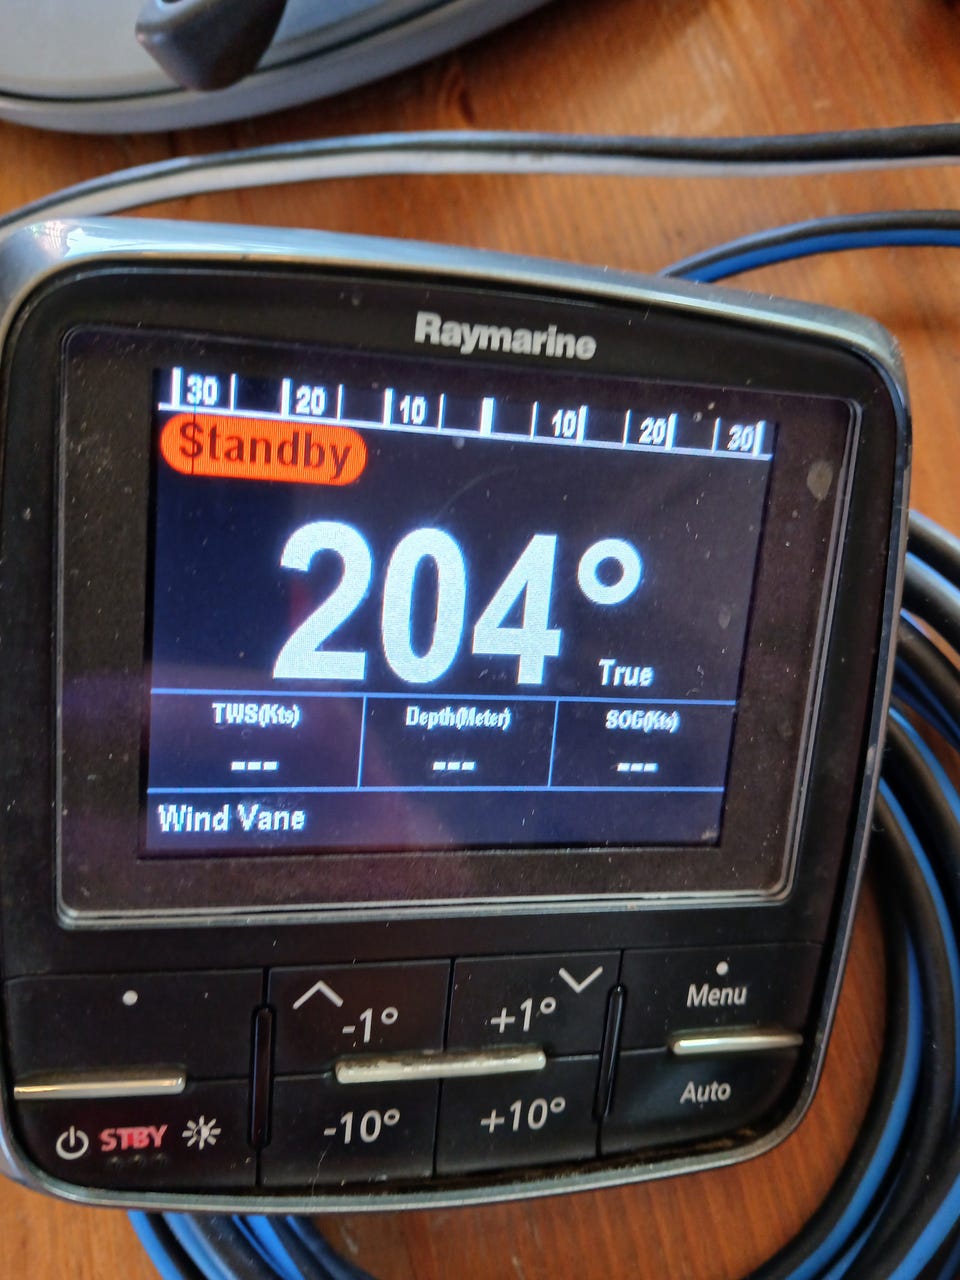 Raymarine
30 20 10 10 20 30
Standby
204°
True
TWS(Kts) Depth(Meter) SOG(Kts)
--- --- ---
Wind Vane
-1° +1° Menu
STBY -10° +10° Auto